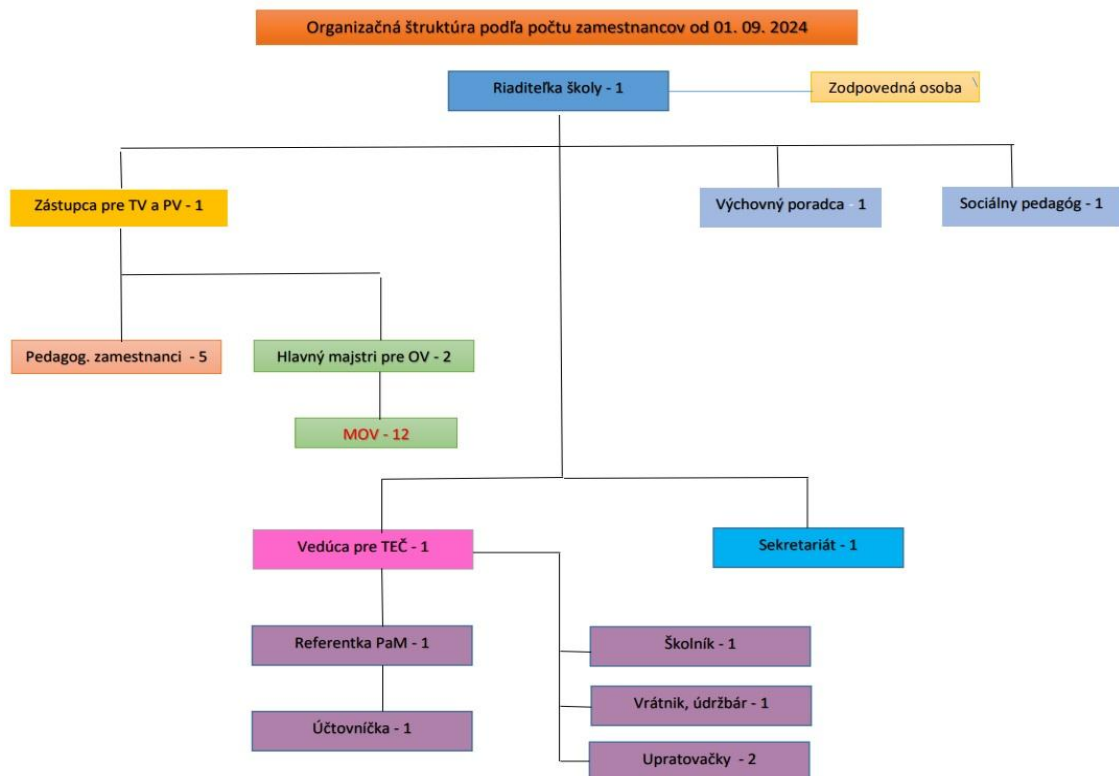 Organizačná štruktúra podľa počtu zamestnancov od 01. 09. 2024
Riaditeľka školy - 1
Zodpovedná osoba
Zástupca pre TV a PV - 1
Výchovný poradca - 1
Sociálny pedagóg - 1
Pedagog. zamestnanci - 5
Hlavný majstri pre OV - 2
MOV - 12
Vedúca pre TEČ - 1
Sekretariát - 1
Referentka PaM - 1
Školník - 1
Vrátnik, údržbár - 1
Účtovníčka - 1
Upratovačky - 2